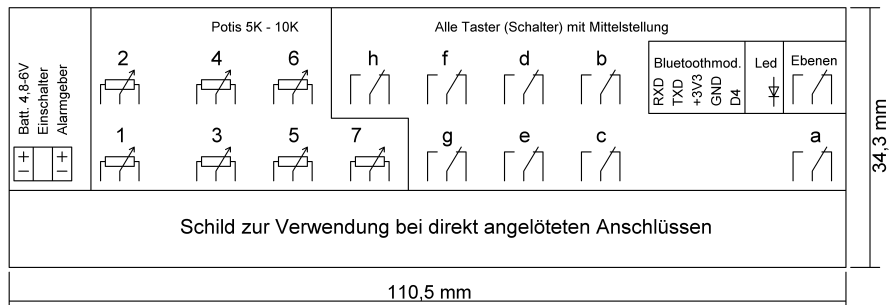 Potis 5K - 10K
Alle Taster (Schalter) mit Mittelstellung
Batt. 4,8-6V
Einschalter
Alarmgeber
2
4
6
h
f
d
b
Bluetoothmod.
RXD
TXD
+3V3
GND
D4
Led
Ebenen
1
3
5
7
g
e
c
a
+
+
Schild zur Verwendung bei direkt angelöteten Anschlüssen
34,3 mm
110,5 mm